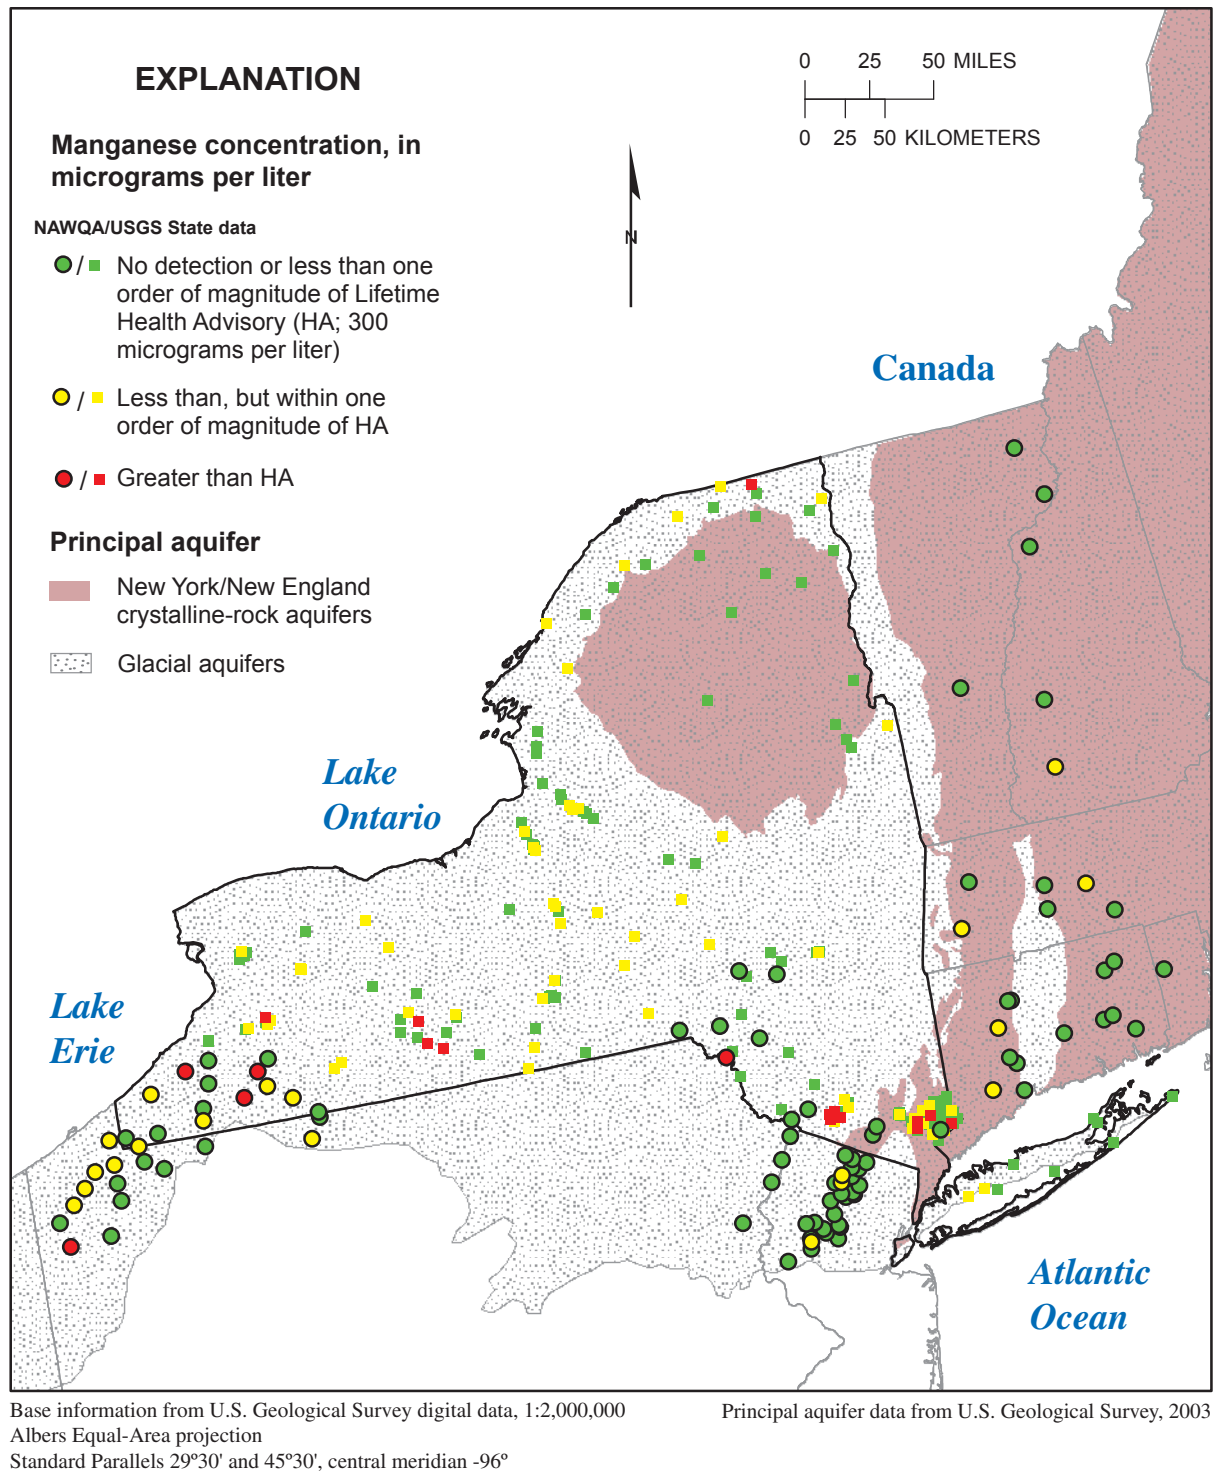 EXPLANATION
Manganese concentration, in
micrograms per liter
NAWQA/USGS State data
/ No detection or less than one
order of magnitude of Lifetime
Health Advisory (HA; 300
micrograms per liter)
/ Less than, but within one
order of magnitude of HA
/ Greater than HA
Principal aquifer
New York/New England
crystalline-rock aquifers
Glacial aquifers
0 25 50 MILES
0 25 50 KILOMETERS
N
Canada
Lake
Ontario
Lake
Erie
Atlantic
Ocean
Base information from U.S. Geological Survey digital data, 1:2,000,000
Albers Equal-Area projection
Standard Parallels 29º30' and 45º30', central meridian -96º
Principal aquifer data from U.S. Geological Survey, 2003